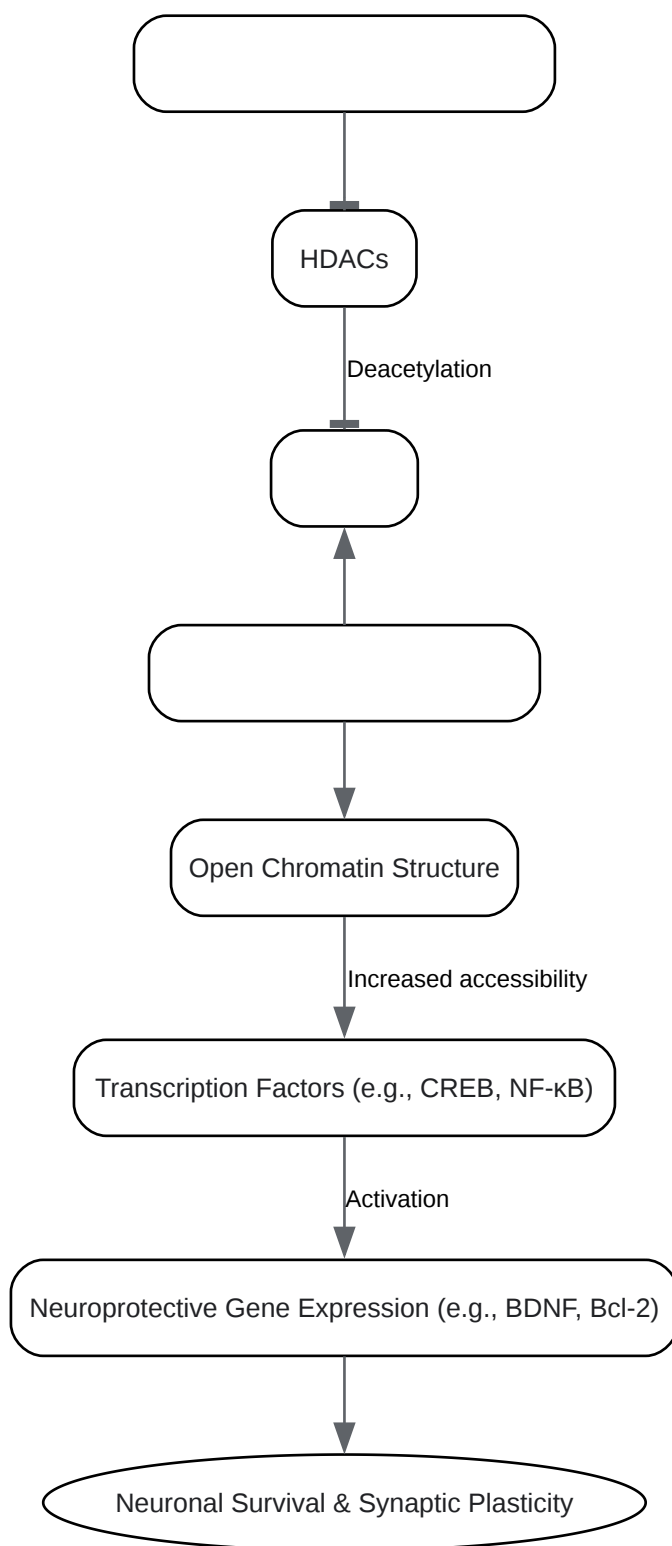 HDACs
Deacetylation
Open Chromatin Structure
Increased accessibility
Transcription Factors (e.g., CREB, NF-κB)
Activation
Neuroprotective Gene Expression (e.g., BDNF, Bcl-2)
Neuronal Survival & Synaptic Plasticity